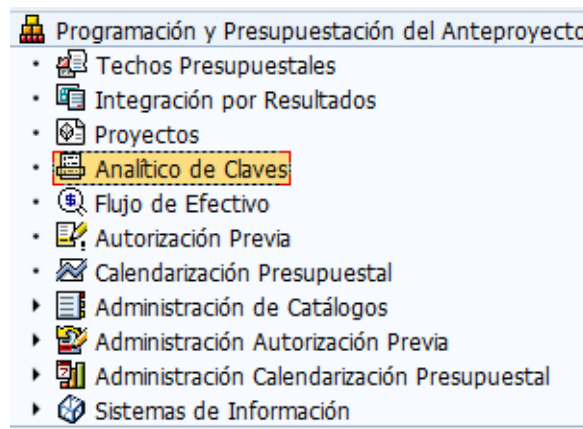 Programación y Presupuestación del Anteproyecto
Techos Presupuestales
Integración por Resultados
Proyectos
Analítico de Claves
Flujo de Efectivo
Autorización Previa
Calendarización Presupuestal
Administración de Catálogos
Administración Autorización Previa
Administración Calendarización Presupuestal
Sistemas de Información